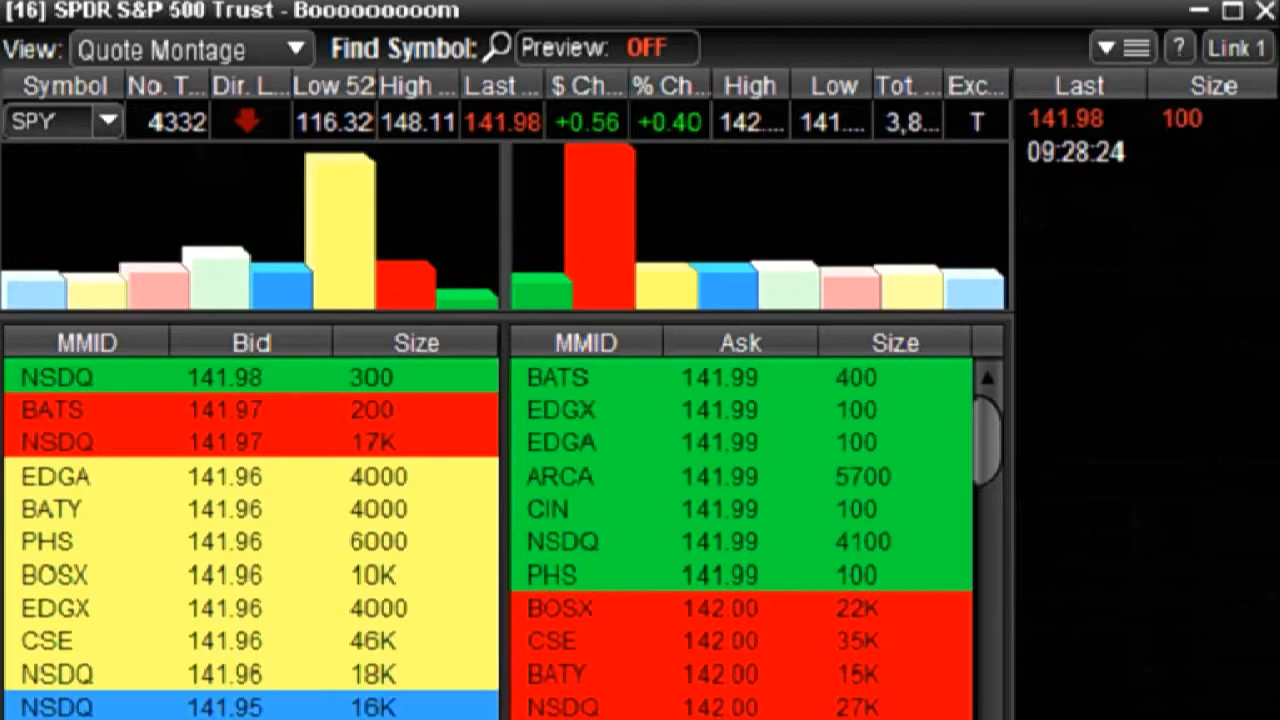 [16] SPDR S&P 500 Trust - Booooooooom
View: Quote Montage Find Symbol: Preview: OFF ? Link 1
Symbol No. T... Dir. L... Low 52 High ... Last ... $ Ch... % Ch... High Low Tot. ... Exc... Last Size
SPY 4332 116.32 148.11 141.98 +0.56 +0.40 142.... 141.... 3,8... T 141.98 100
09:28:24
MMID Bid Size MMID Ask Size
NSDQ 141.98 300 BATS 141.99 400
BATS 141.97 200 EDGX 141.99 100
NSDQ 141.97 17K EDGA 141.99 100
EDGA 141.96 4000 ARCA 141.99 5700
BATY 141.96 4000 CIN 141.99 100
PHS 141.96 6000 NSDQ 141.99 4100
BOSX 141.96 10K PHS 141.99 100
EDGX 141.96 4000 BOSX 142.00 22K
CSE 141.96 46K CSE 142.00 35K
NSDQ 141.96 18K BATY 142.00 15K
NSDQ 141.95 16K NSDQ 142.00 27K